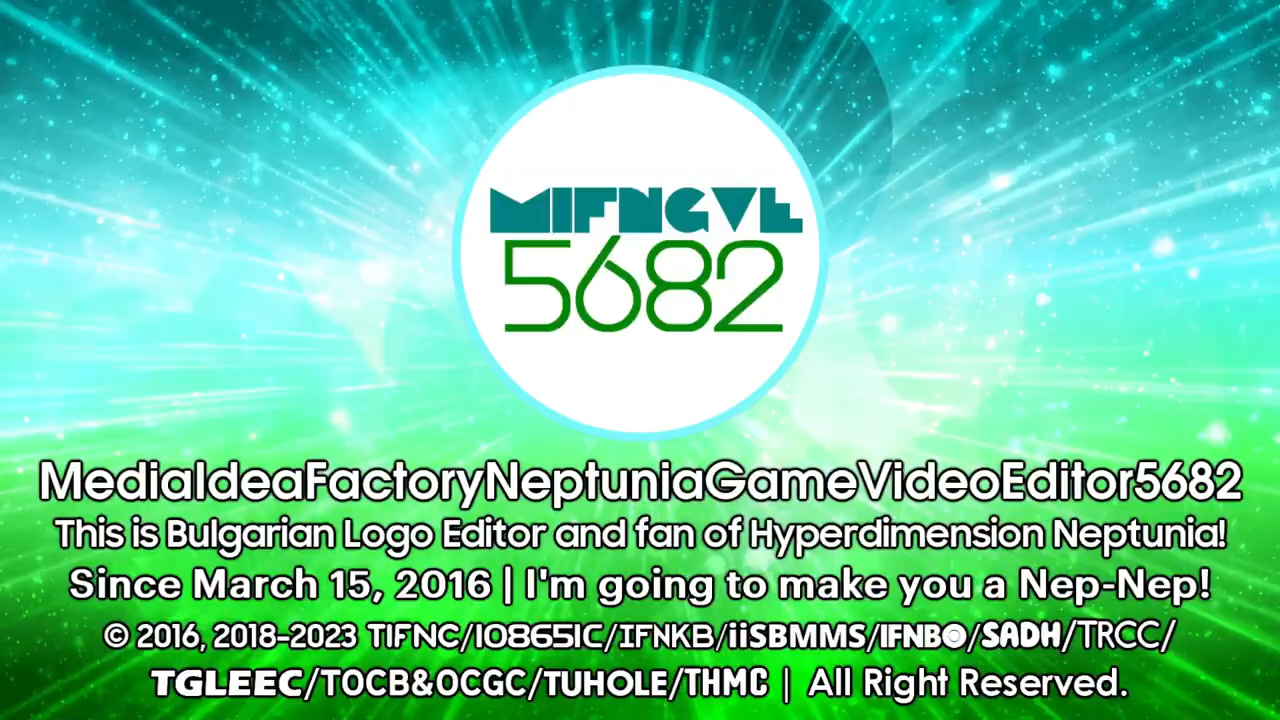 MIFNGVE
5682
MediaIdeaFactoryNeptuniaGameVideoEditor5682
This is Bulgarian Logo Editor and fan of Hyperdimension Neptunia!
Since March 15, 2016 | I'm going to make you a Nep-Nep!
© 2016, 2018-2023 TIFNC/IO865IC/IFNKB/iiSBMMS/IFNBO/SADH/TRCC/
TGLEEC/TOCB&OCGC/TUHOLE/THMC | All Right Reserved.